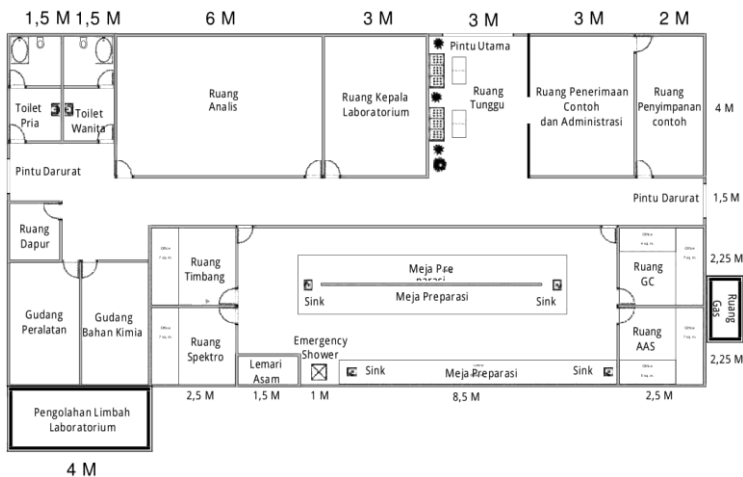 1,5 M 1,5 M 6 M 3 M 3 M 3 M 2 M
Pintu Utama
Toilet
Pria
Toilet
Wanita
Ruang
Analis
Ruang Kepala
Laboratorium
Ruang
Tunggu
Ruang Penerimaan
Contoh
dan Administrasi
Ruang
Penyimpanan
contoh
4 M
Pintu Darurat
Pintu Darurat
1,5 M
Ruang
Dapur
Ruang
Timbang
Meja Pre
parasi
Meja Preparasi
Sink
Sink
Ruang
GC
2,25 M
Ruang
Gas
Gudang
Peralatan
Gudang
Bahan Kimia
Ruang
Spektro
Lemari
Asam
Emergency
Shower
Sink
Meja Preparasi
Sink
Ruang
AAS
2,25 M
2,5 M 1,5 M 1 M 8,5 M 2,5 M
Pengolahan Limbah
Laboratorium
4 M